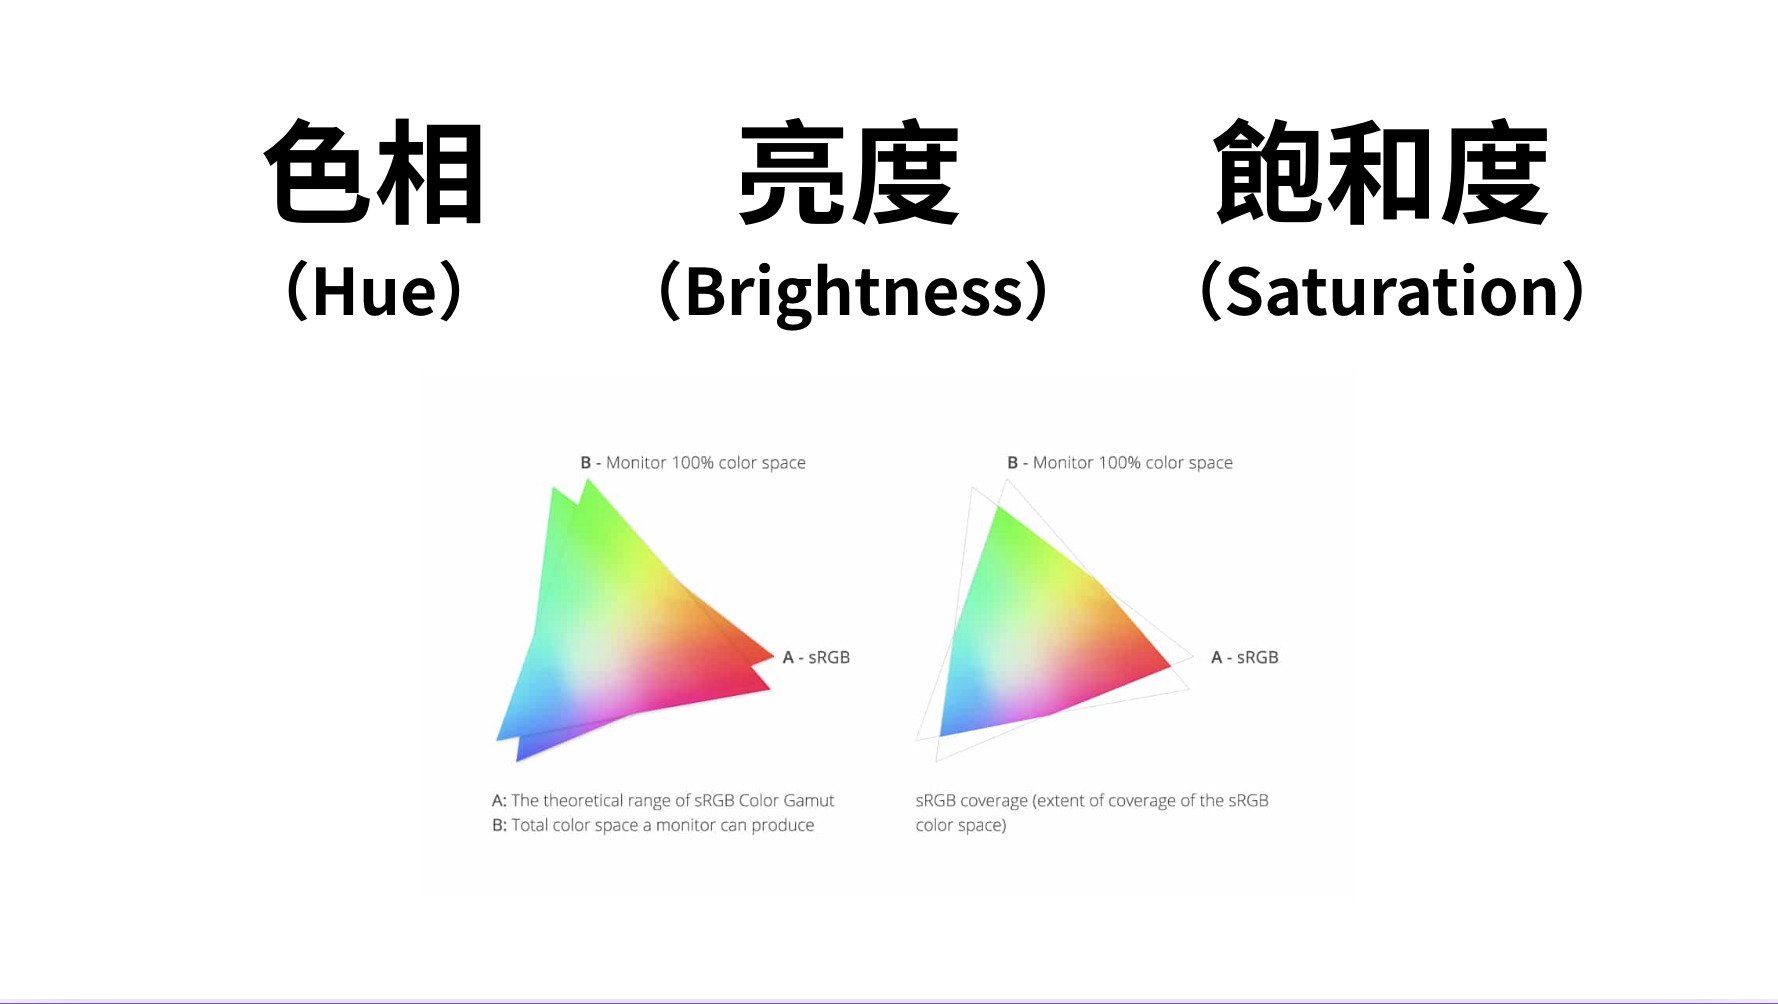 色相 亮度 飽和度
（Hue） （Brightness） （Saturation）
B - Monitor 100% color space
A - sRGB
A: The theoretical range of sRGB Color Gamut
B: Total color space a monitor can produce
B - Monitor 100% color space
A - sRGB
sRGB coverage (extent of coverage of the sRGB
color space)